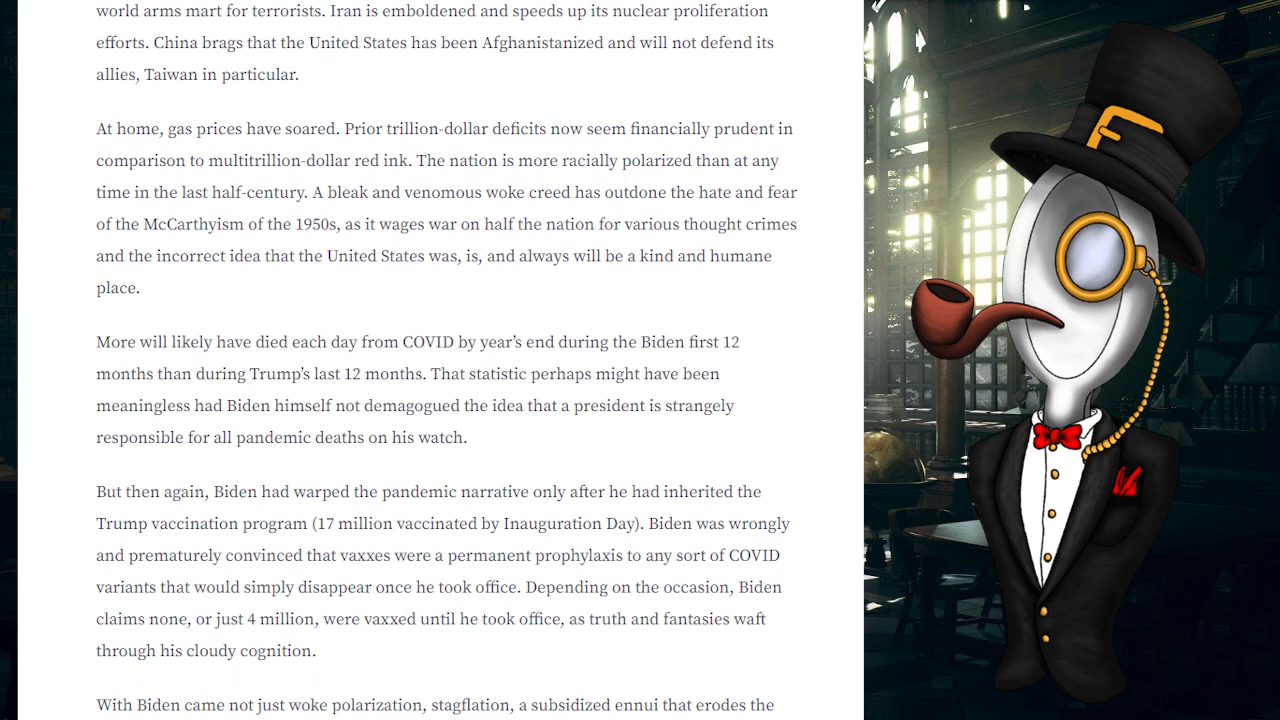 world arms mart for terrorists. Iran is emboldened and speeds up its nuclear proliferation
efforts. China brags that the United States has been Afghanistanized and will not defend its
allies, Taiwan in particular.
At home, gas prices have soared. Prior trillion-dollar deficits now seem financially prudent in
comparison to multitrillion-dollar red ink. The nation is more racially polarized than at any
time in the last half-century. A bleak and venomous woke creed has outdone the hate and fear
of the McCarthyism of the 1950s, as it wages war on half the nation for various thought crimes
and the incorrect idea that the United States was, is, and always will be a kind and humane
place.
More will likely have died each day from COVID by year’s end during the Biden first 12
months than during Trump’s last 12 months. That statistic perhaps might have been
meaningless had Biden himself not demagogued the idea that a president is strangely
responsible for all pandemic deaths on his watch.
But then again, Biden had warped the pandemic narrative only after he had inherited the
Trump vaccination program (17 million vaccinated by Inauguration Day). Biden was wrongly
and prematurely convinced that vaxxes were a permanent prophylaxis to any sort of COVID
variants that would simply disappear once he took office. Depending on the occasion, Biden
claims none, or just 4 million, were vaxxed until he took office, as truth and fantasies waft
through his cloudy cognition.
With Biden came not just woke polarization, stagflation, a subsidized ennui that erodes the